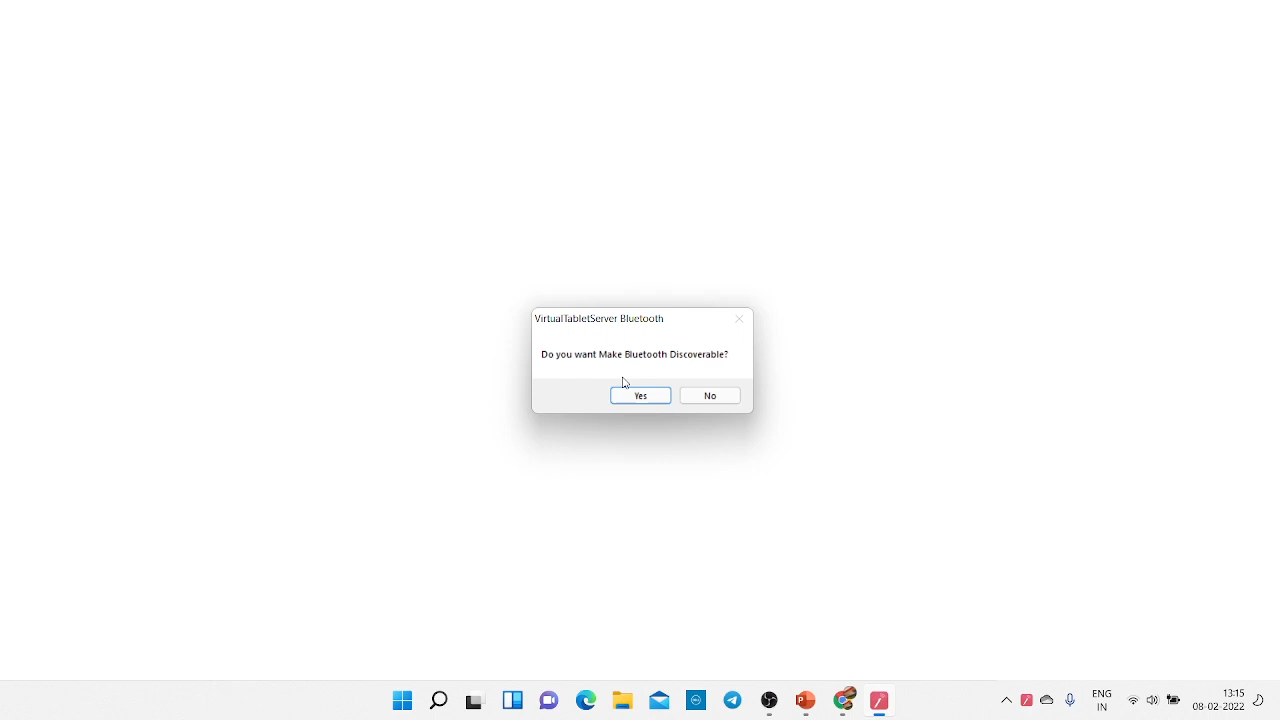 VirtualTabletServer Bluetooth
Do you want Make Bluetooth Discoverable?
Yes
No
ENG
IN
13:15
08-02-2022